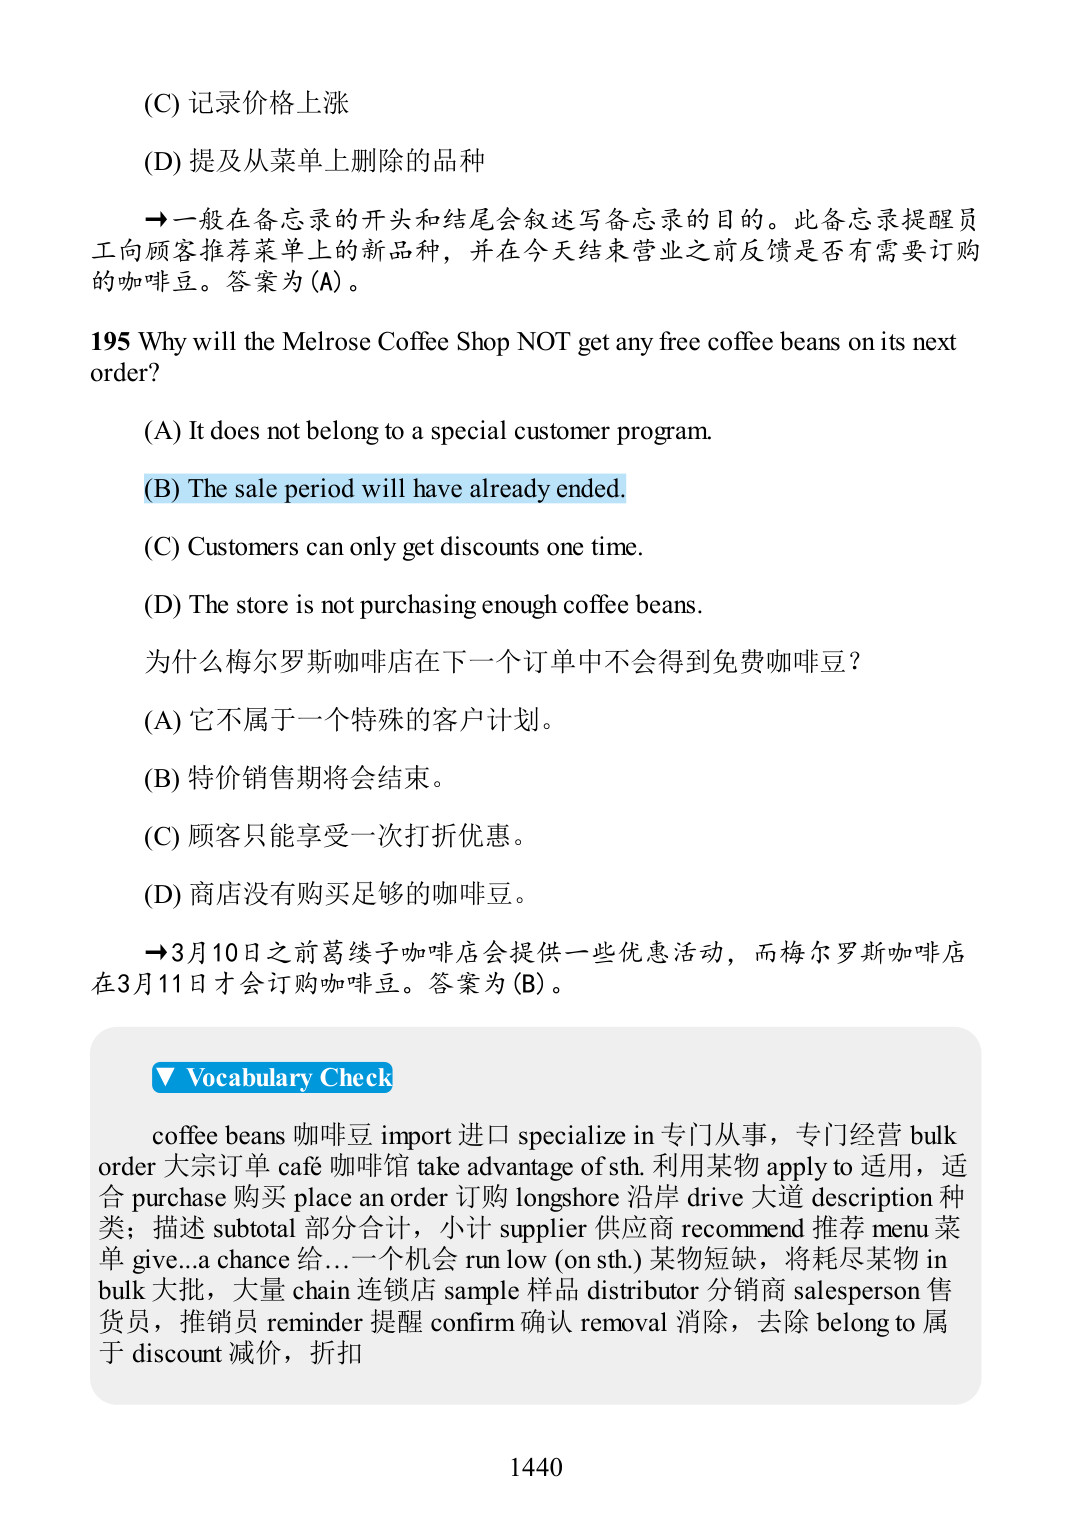 (C) 记录价格上涨
(D) 提及从菜单上删除的品种
→一般在备忘录的开头和结尾会叙述写备忘录的目的。此备忘录提醒员
工向顾客推荐菜单上的新品种，并在今天结束营业之前反馈是否有需要订购
的咖啡豆。答案为(A)。
195 Why will the Melrose Coffee Shop NOT get any free coffee beans on its next
order?
(A) It does not belong to a special customer program.
(B) The sale period will have already ended.
(C) Customers can only get discounts one time.
(D) The store is not purchasing enough coffee beans.
为什么梅尔罗斯咖啡店在下一个订单中不会得到免费咖啡豆？
(A) 它不属于一个特殊的客户计划。
(B) 特价销售期将会结束。
(C) 顾客只能享受一次打折优惠。
(D) 商店没有购买足够的咖啡豆。
→3月10日之前葛缕子咖啡店会提供一些优惠活动，而梅尔罗斯咖啡店
在3月11日才会订购咖啡豆。答案为(B)。
▼ Vocabulary Check
coffee beans 咖啡豆 import 进口 specialize in 专门从事，专门经营 bulk
order 大宗订单 café 咖啡馆 take advantage of sth. 利用某物 apply to 适用，适
合 purchase 购买 place an order 订购 longshore 沿岸 drive 大道 description 种
类；描述 subtotal 部分合计，小计 supplier 供应商 recommend 推荐 menu 菜
单 give...a chance 给…一个机会 run low (on sth.) 某物短缺，将耗尽某物 in
bulk 大批，大量 chain 连锁店 sample 样品 distributor 分销商 salesperson 售
货员，推销员 reminder 提醒 confirm 确认 removal 消除，去除 belong to 属
于 discount 减价，折扣
1440